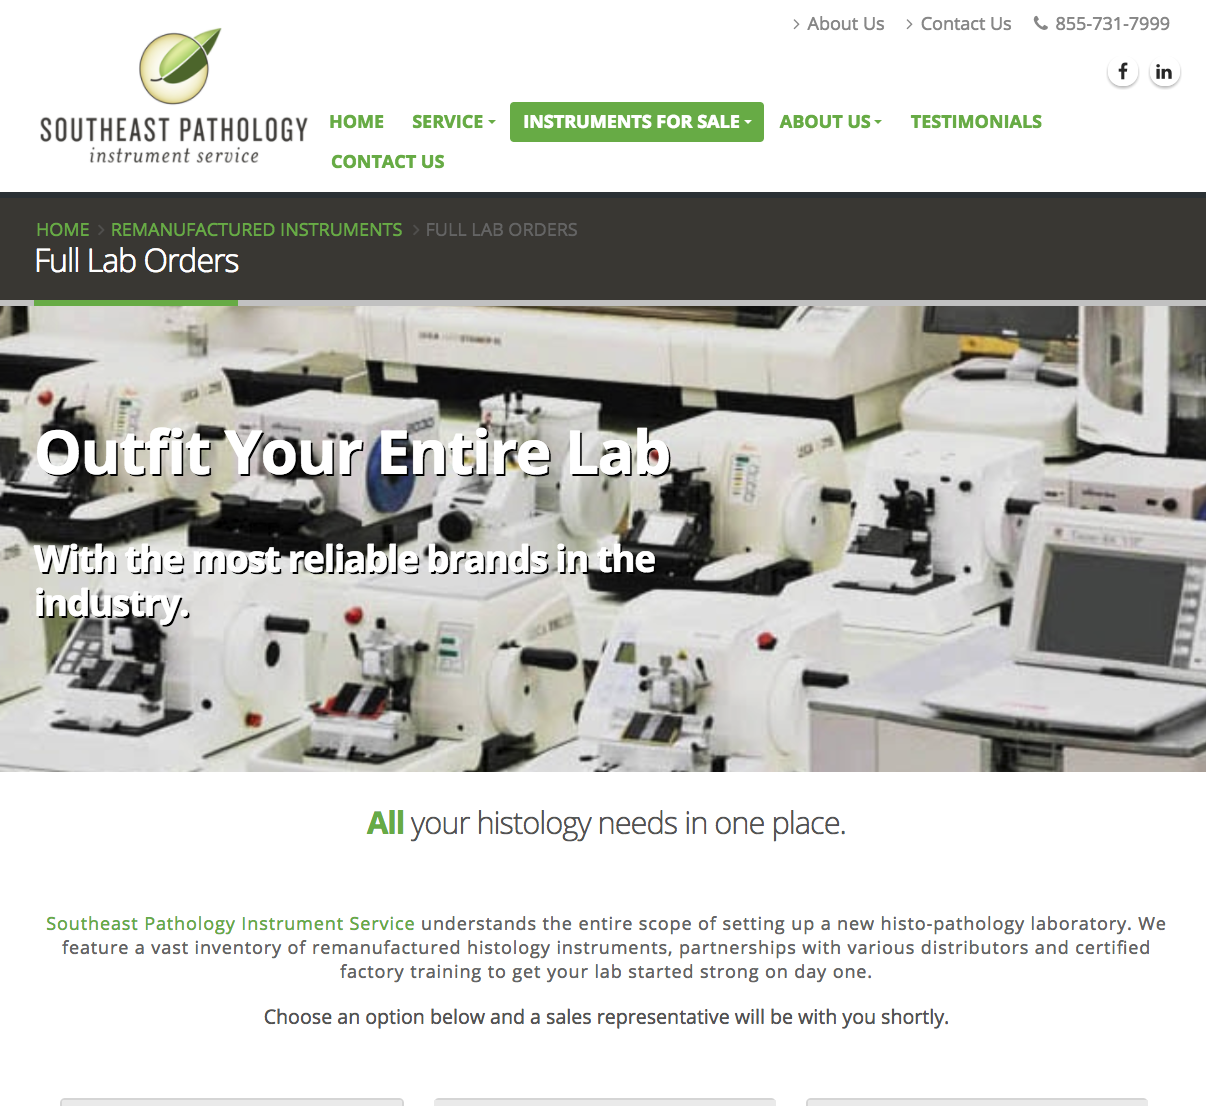 About Us
Contact Us
855-731-7999
SOUTHEAST PATHOLOGY
instrument service
HOME
SERVICE
INSTRUMENTS FOR SALE
ABOUT US
TESTIMONIALS
CONTACT US
HOME > REMANUFACTURED INSTRUMENTS > FULL LAB ORDERS
Full Lab Orders
Outfit Your Entire Lab
With the most reliable brands in the
industry.
All your histology needs in one place.
Southeast Pathology Instrument Service understands the entire scope of setting up a new histo-pathology laboratory. We
feature a vast inventory of remanufactured histology instruments, partnerships with various distributors and certified
factory training to get your lab started strong on day one.
Choose an option below and a sales representative will be with you shortly.